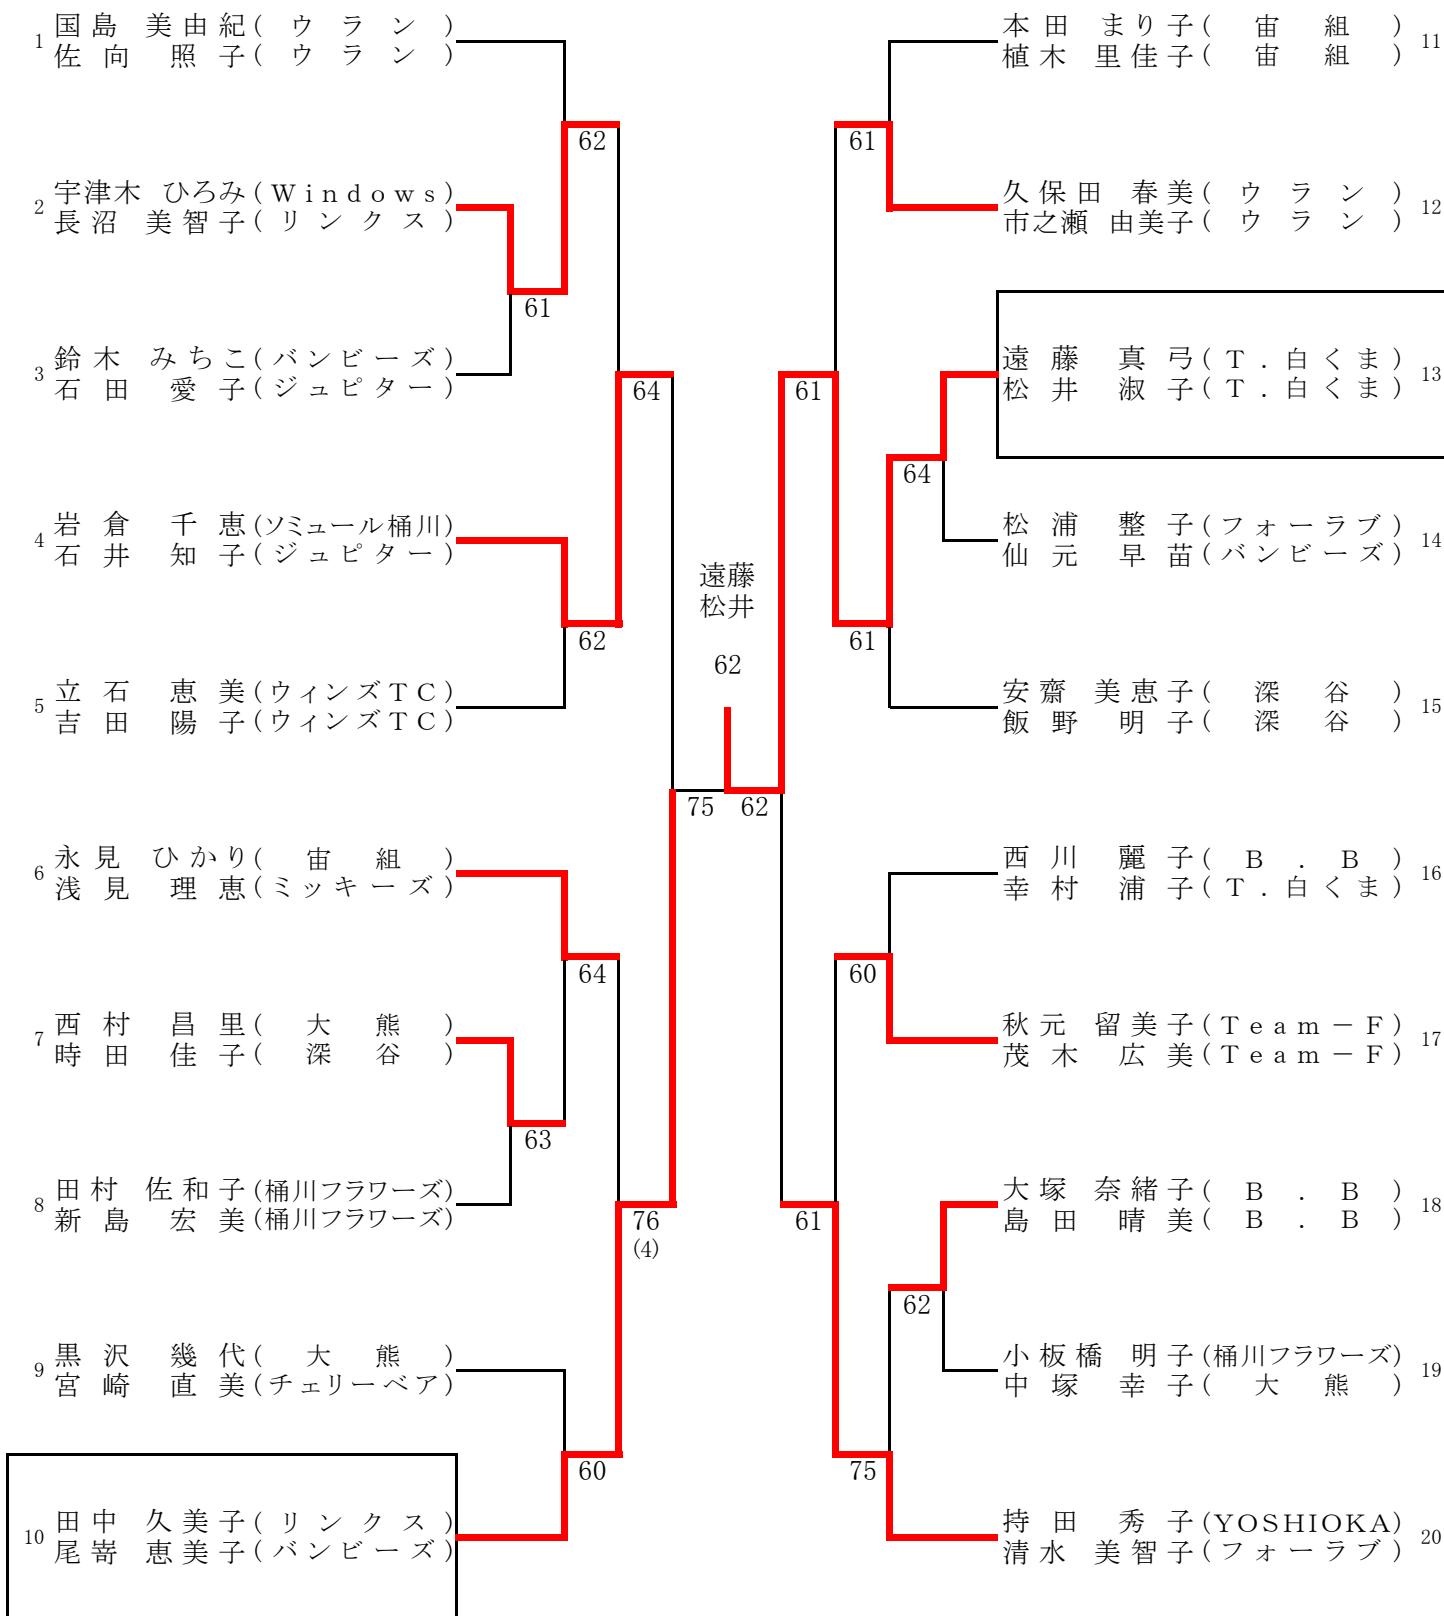 1 国島 美由紀(ウラン)
佐向 照子(ウラン)
62
2 宇津木 ひろみ(Windows)
長沼 美智子(リンクス)
61
3 鈴木 みちこ(バンビーズ)
石田 愛子(ジュピター)
64
4 岩倉 千恵(ソミュール桶川)
石井 知子(ジュピター)
62
5 立石 恵美(ウィンズTC)
吉田 陽子(ウィンズTC)
75
6 永見 ひかり(宙組)
浅見 理恵(ミッキーズ)
64
7 西村 昌里(大熊)
時田 佳子(深谷)
63
8 田村 佐和子(桶川フラワーズ)
新島 宏美(桶川フラワーズ)
76
(4)
9 黒沢 幾代(大熊)
宮崎 直美(チェリーベア)
60
10 田中 久美子(リンクス)
尾嵜 恵美子(バンビーズ)
遠藤
松井
62
62
本田 まり子(宙組) 11
植木 里佳子(宙組)
61
久保田 春美(ウラン) 12
市之瀬 由美子(ウラン)
61
遠藤 真弓(T.白くま) 13
松井 淑子(T.白くま)
64
松浦 整子(フォーラブ) 14
仙元 早苗(バンビーズ)
61
安齋 美恵子(深谷) 15
飯野 明子(深谷)
西川 麗子(B.B) 16
幸村 浦子(T.白くま)
60
秋元 留美子(Team－F) 17
茂木 広美(Team－F)
61
大塚 奈緒子(B.B) 18
島田 晴美(B.B)
62
小板橋 明子(桶川フラワーズ) 19
中塚 幸子(大熊)
75
持田 秀子(YOSHIOKA) 20
清水 美智子(フォーラブ)